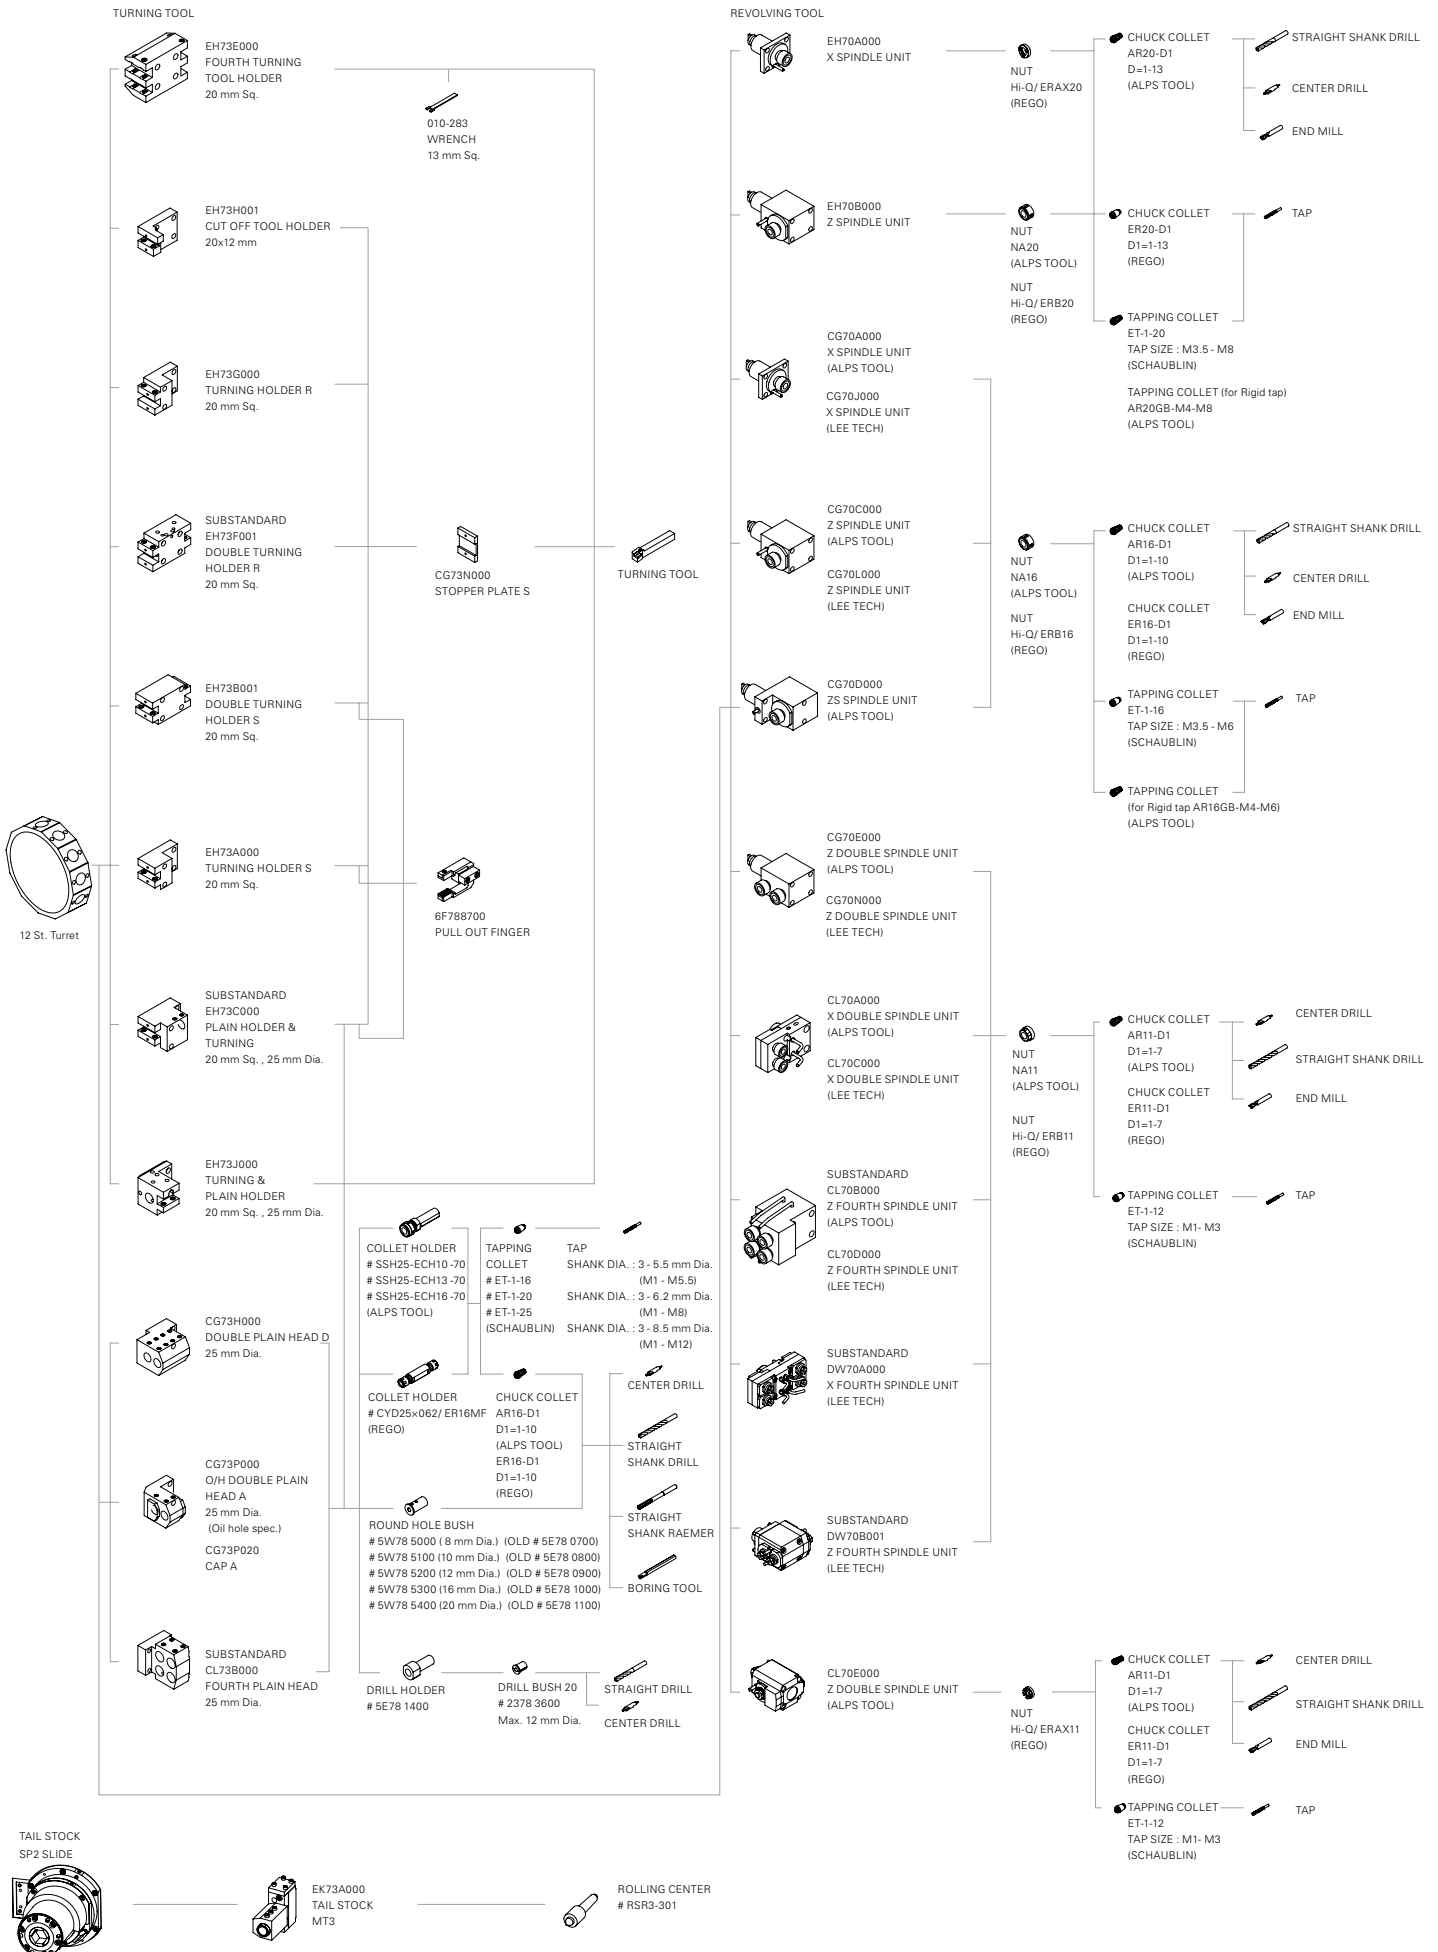 TURNING TOOL
EH73E000
FOURTH TURNING
TOOL HOLDER
20 mm Sq.
010-283
WRENCH
13 mm Sq.
EH73H001
CUT OFF TOOL HOLDER
20x12 mm
EH73G000
TURNING HOLDER R
20 mm Sq.
SUBSTANDARD
EH73F001
DOUBLE TURNING
HOLDER R
20 mm Sq.
CG73N000
STOPPER PLATE S
TURNING TOOL
EH73B001
DOUBLE TURNING
HOLDER S
20 mm Sq.
EH73A000
TURNING HOLDER S
20 mm Sq.
6F788700
PULL OUT FINGER
12 St. Turret
SUBSTANDARD
EH73C000
PLAIN HOLDER &
TURNING
20 mm Sq. , 25 mm Dia.
EH73J000
TURNING &
PLAIN HOLDER
20 mm Sq. , 25 mm Dia.
COLLET HOLDER
# SSH25-ECH10 -70
# SSH25-ECH13 -70
# SSH25-ECH16 -70
(ALPS TOOL)
TAPPING
COLLET
# ET-1-16
# ET-1-20
# ET-1-25
(SCHAUBLIN)
TAP
SHANK DIA. : 3 - 5.5 mm Dia.
(M1 - M5.5)
SHANK DIA. : 3 - 6.2 mm Dia.
(M1 - M8)
SHANK DIA. : 3 - 8.5 mm Dia.
(M1 - M12)
CG73H000
DOUBLE PLAIN HEAD D
25 mm Dia.
COLLET HOLDER
# CYD25×062/ ER16MF
(REGO)
CHUCK COLLET
AR16-D1
D1=1-10
(ALPS TOOL)
ER16-D1
D1=1-10
(REGO)
CENTER DRILL
STRAIGHT
SHANK DRILL
STRAIGHT
SHANK RAEMER
BORING TOOL
CG73P000
O/H DOUBLE PLAIN
HEAD A
25 mm Dia.
(Oil hole spec.)
CG73P020
CAP A
ROUND HOLE BUSH
# 5W78 5000 ( 8 mm Dia.) (OLD # 5E78 0700)
# 5W78 5100 (10 mm Dia.) (OLD # 5E78 0800)
# 5W78 5200 (12 mm Dia.) (OLD # 5E78 0900)
# 5W78 5300 (16 mm Dia.) (OLD # 5E78 1000)
# 5W78 5400 (20 mm Dia.) (OLD # 5E78 1100)
SUBSTANDARD
CL73B000
FOURTH PLAIN HEAD
25 mm Dia.
DRILL HOLDER
# 5E78 1400
DRILL BUSH 20
# 2378 3600
Max. 12 mm Dia.
STRAIGHT DRILL
CENTER DRILL
TAIL STOCK
SP2 SLIDE
EK73A000
TAIL STOCK
MT3
ROLLING CENTER
# RSR3-301
REVOLVING TOOL
EH70A000
X SPINDLE UNIT
NUT
Hi-Q/ ERAX20
(REGO)
CHUCK COLLET
AR20-D1
D=1-13
(ALPS TOOL)
STRAIGHT SHANK DRILL
CENTER DRILL
END MILL
EH70B000
Z SPINDLE UNIT
NUT
NA20
(ALPS TOOL)
NUT
Hi-Q/ ERB20
(REGO)
CHUCK COLLET
ER20-D1
D1=1-13
(REGO)
TAP
TAPPING COLLET
ET-1-20
TAP SIZE : M3.5 - M8
(SCHAUBLIN)
TAPPING COLLET (for Rigid tap)
AR20GB-M4-M8
(ALPS TOOL)
CG70A000
X SPINDLE UNIT
(ALPS TOOL)
CG70J000
X SPINDLE UNIT
(LEE TECH)
CG70C000
Z SPINDLE UNIT
(ALPS TOOL)
CG70L000
Z SPINDLE UNIT
(LEE TECH)
NUT
NA16
(ALPS TOOL)
NUT
Hi-Q/ ERB16
(REGO)
CHUCK COLLET
AR16-D1
D1=1-10
(ALPS TOOL)
CHUCK COLLET
ER16-D1
D1=1-10
(REGO)
STRAIGHT SHANK DRILL
CENTER DRILL
END MILL
CG70D000
ZS SPINDLE UNIT
(ALPS TOOL)
TAPPING COLLET
ET-1-16
TAP SIZE : M3.5 - M6
(SCHAUBLIN)
TAP
TAPPING COLLET
(for Rigid tap AR16GB-M4-M6)
(ALPS TOOL)
CG70E000
Z DOUBLE SPINDLE UNIT
(ALPS TOOL)
CG70N000
Z DOUBLE SPINDLE UNIT
(LEE TECH)
CL70A000
X DOUBLE SPINDLE UNIT
(ALPS TOOL)
CL70C000
X DOUBLE SPINDLE UNIT
(LEE TECH)
NUT
NA11
(ALPS TOOL)
NUT
Hi-Q/ ERB11
(REGO)
CHUCK COLLET
AR11-D1
D1=1-7
(ALPS TOOL)
CHUCK COLLET
ER11-D1
D1=1-7
(REGO)
CENTER DRILL
STRAIGHT SHANK DRILL
END MILL
SUBSTANDARD
CL70B000
Z FOURTH SPINDLE UNIT
(ALPS TOOL)
CL70D000
Z FOURTH SPINDLE UNIT
(LEE TECH)
TAPPING COLLET
ET-1-12
TAP SIZE : M1- M3
(SCHAUBLIN)
TAP
SUBSTANDARD
DW70A000
X FOURTH SPINDLE UNIT
(LEE TECH)
SUBSTANDARD
DW70B001
Z FOURTH SPINDLE UNIT
(LEE TECH)
CL70E000
Z DOUBLE SPINDLE UNIT
(ALPS TOOL)
NUT
Hi-Q/ ERAX11
(REGO)
CHUCK COLLET
AR11-D1
D1=1-7
(ALPS TOOL)
CHUCK COLLET
ER11-D1
D1=1-7
(REGO)
CENTER DRILL
STRAIGHT SHANK DRILL
END MILL
TAPPING COLLET
ET-1-12
TAP SIZE : M1- M3
(SCHAUBLIN)
TAP